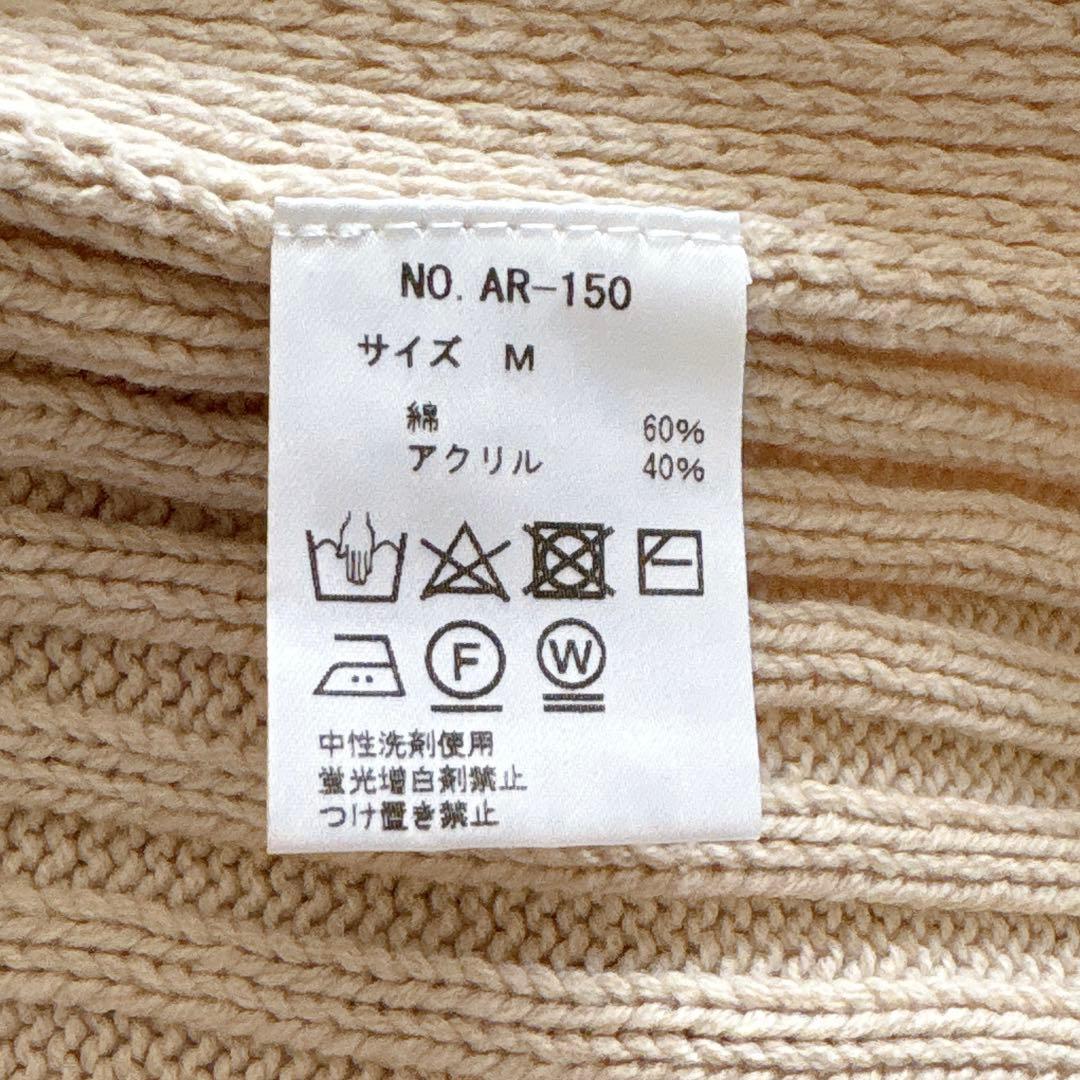 NO. AR-150
サイズ M
綿 60%
アクリル 40%
F W
中性洗剤使用
蛍光増白剤禁止
つけ置き禁止